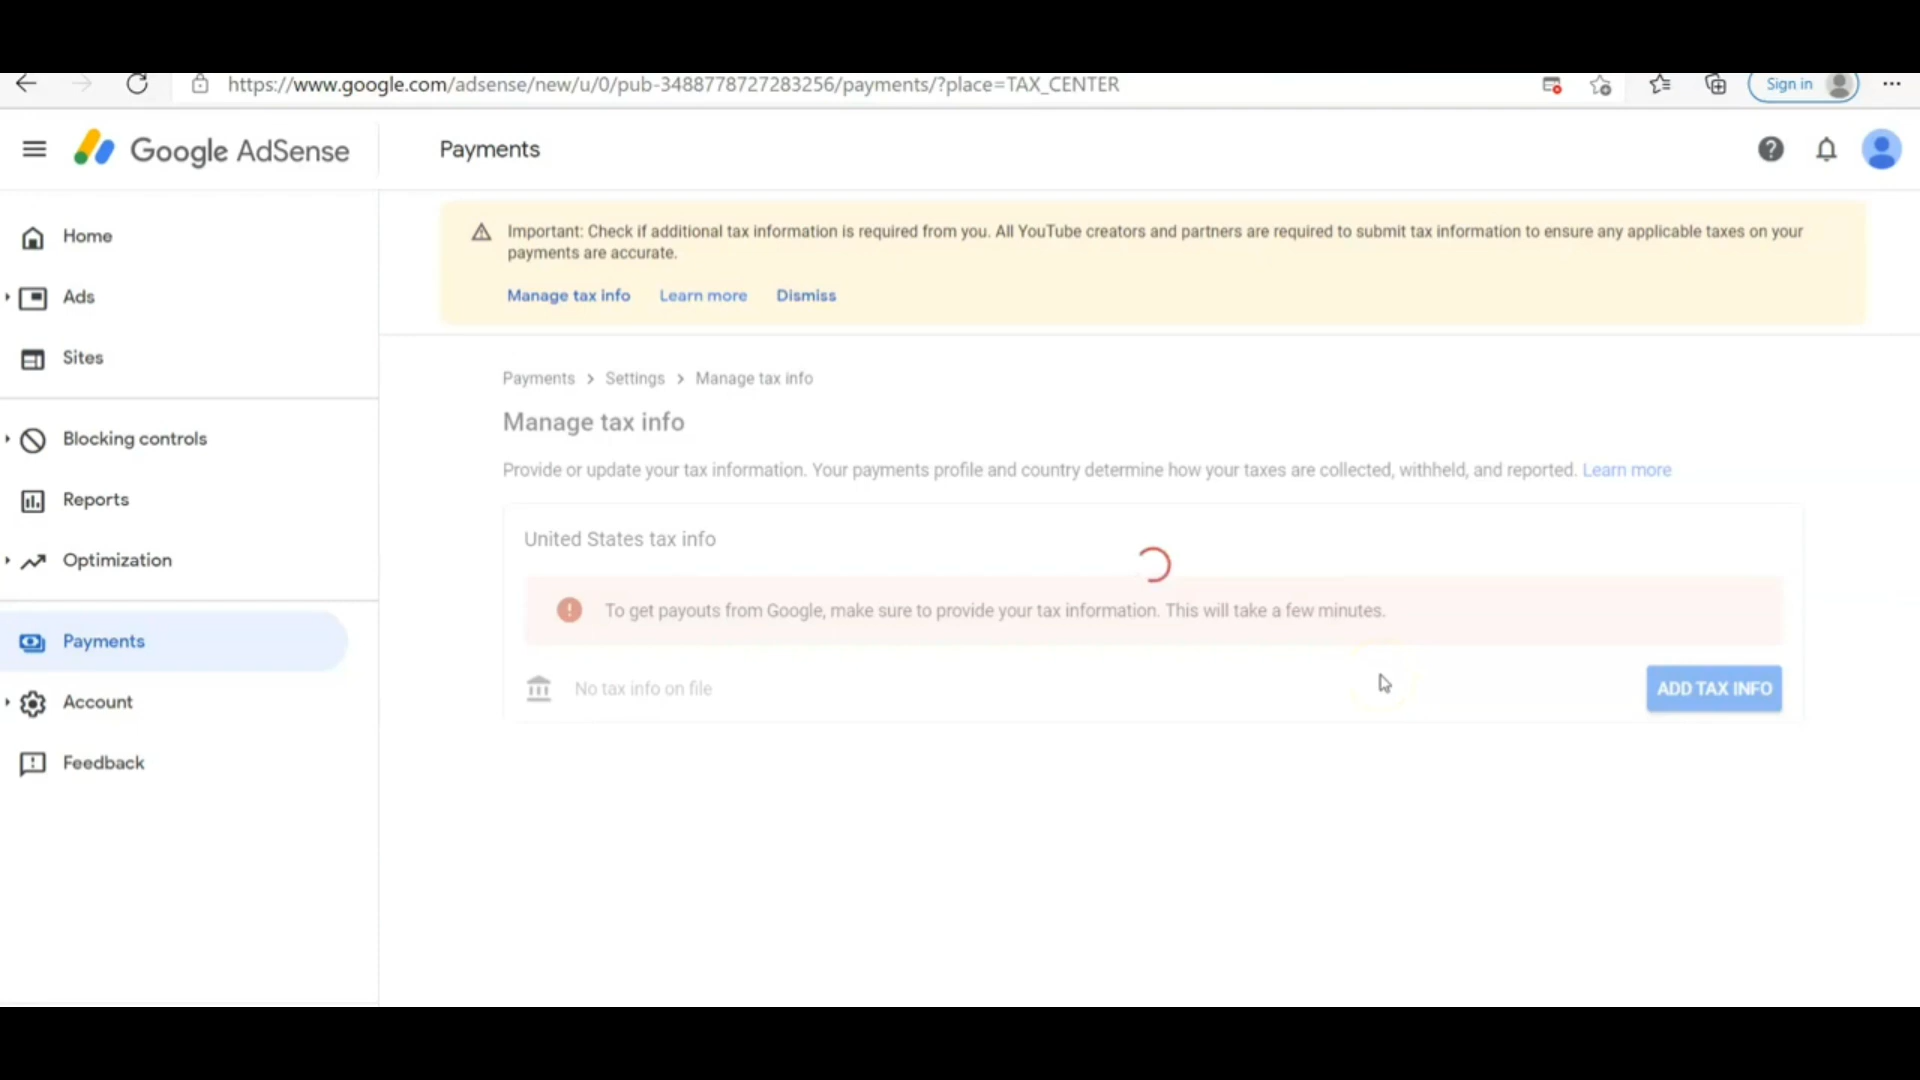 https://www.google.com/adsense/new/u/0/pub-3488778727283256/payments/?place=TAX_CENTER
Sign in
Google AdSense
Payments
Home
Ads
Sites
Blocking controls
Reports
Optimization
Payments
Account
Feedback
Important: Check if additional tax information is required from you. All YouTube creators and partners are required to submit tax information to ensure any applicable taxes on your
payments are accurate.
Manage tax info Learn more Dismiss
Payments > Settings > Manage tax info
Manage tax info
Provide or update your tax information. Your payments profile and country determine how your taxes are collected, withheld, and reported. Learn more
United States tax info
To get payouts from Google, make sure to provide your tax information. This will take a few minutes.
No tax info on file
ADD TAX INFO